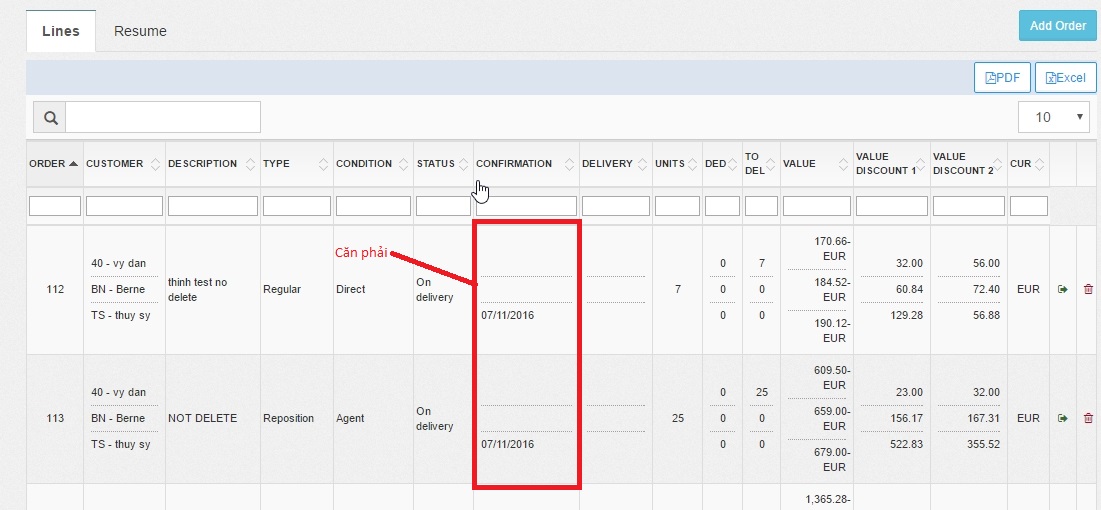 Lines
Resume
Add Order
PDF
Excel
10
ORDER CUSTOMER DESCRIPTION TYPE CONDITION STATUS CONFIRMATION DELIVERY UNITS DED TO DEL VALUE VALUE DISCOUNT 1 VALUE DISCOUNT 2 CUR
Căn phải
112
40 - vy dan
BN - Berne
TS - thuy sy
thinh test no
delete
Regular
Direct
On
delivery
07/11/2016
7
0
0
0
7
0
0
170.66-
EUR
184.52-
EUR
190.12-
EUR
32.00
60.84
129.28
56.00
72.40
56.88
EUR
113
40 - vy dan
BN - Berne
TS - thuy sy
NOT DELETE
Reposition
Agent
On
delivery
07/11/2016
25
0
0
0
25
0
0
609.50-
EUR
659.00-
EUR
679.00-
EUR
23.00
156.17
522.83
32.00
167.31
355.52
EUR
1,365.28-